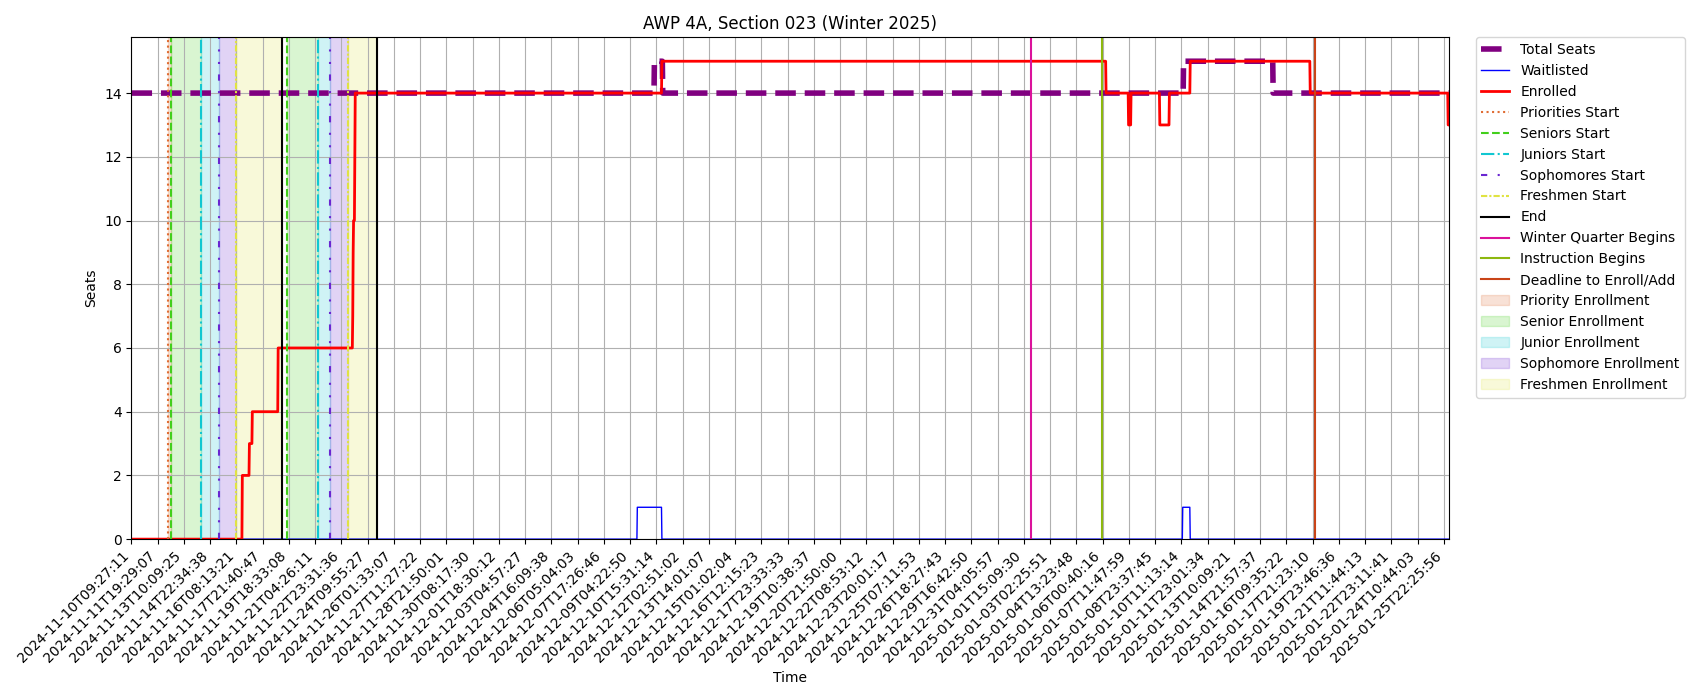 AWP 4A, Section 023 (Winter 2025)
Seats
14
12
10
8
6
4
2
0
2024-11-10T09:27:11
2024-11-11T19:29:07
2024-11-13T10:09:25
2024-11-14T22:34:38
2024-11-16T08:13:21
2024-11-17T21:40:47
2024-11-19T18:33:08
2024-11-21T04:26:11
2024-11-22T22:31:36
2024-11-24T09:55:27
2024-11-26T01:33:07
2024-11-27T11:27:22
2024-11-28T21:50:01
2024-11-30T08:17:30
2024-12-01T18:30:12
2024-12-03T04:57:27
2024-12-04T16:09:38
2024-12-06T05:04:03
2024-12-07T17:26:46
2024-12-09T04:22:50
2024-12-10T15:31:14
2024-12-12T02:51:02
2024-12-13T14:01:07
2024-12-15T01:02:04
2024-12-16T12:15:23
2024-12-17T23:33:33
2024-12-19T10:38:37
2024-12-20T21:50:00
2024-12-22T08:53:12
2024-12-23T20:01:17
2024-12-25T07:11:53
2024-12-26T18:27:43
2024-12-29T16:42:50
2024-12-31T04:05:57
2025-01-01T15:09:30
2025-01-03T02:25:51
2025-01-04T13:23:48
2025-01-06T00:40:16
2025-01-07T11:47:59
2025-01-08T23:37:45
2025-01-10T11:13:14
2025-01-11T23:01:34
2025-01-13T10:09:21
2025-01-14T21:57:37
2025-01-16T09:35:22
2025-01-17T21:23:10
2025-01-19T23:46:36
2025-01-21T11:44:13
2025-01-22T23:11:41
2025-01-24T10:44:03
2025-01-25T22:25:56
Time
Total Seats
Waitlisted
Enrolled
Priorities Start
Seniors Start
Juniors Start
Sophomores Start
Freshmen Start
End
Winter Quarter Begins
Instruction Begins
Deadline to Enroll/Add
Priority Enrollment
Senior Enrollment
Junior Enrollment
Sophomore Enrollment
Freshmen Enrollment